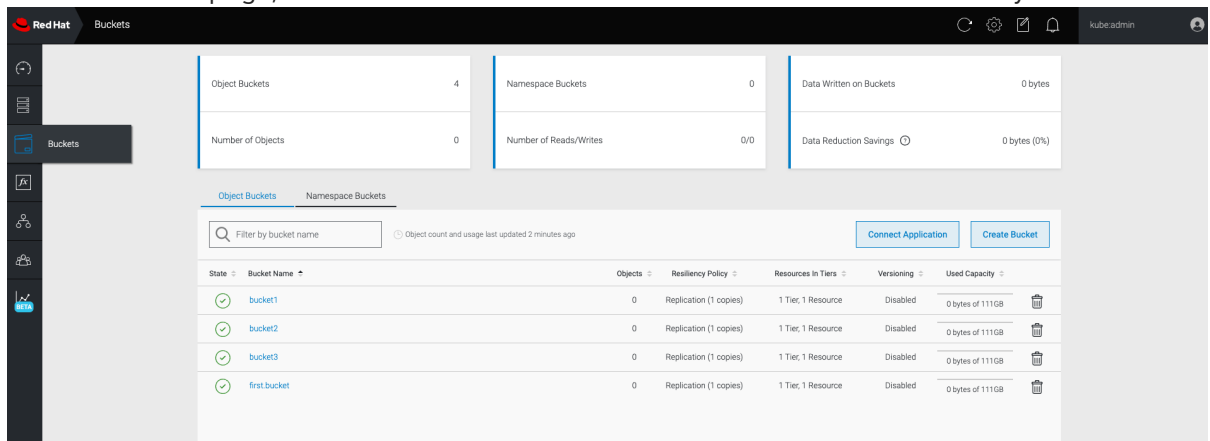 Red Hat Buckets kube:admin
Object Buckets 4 Namespace Buckets 0 Data Written on Buckets 0 bytes
Number of Objects 0 Number of Reads/Writes 0/0 Data Reduction Savings ? 0 bytes (0%)
Buckets
fx
BETA
Object Buckets Namespace Buckets
Filter by bucket name Object count and usage last updated 2 minutes ago Connect Application Create Bucket
State Bucket Name Objects Resiliency Policy Resources In Tiers Versioning Used Capacity
bucket1 0 Replication (1 copies) 1 Tier, 1 Resource Disabled 0 bytes of 111GB
bucket2 0 Replication (1 copies) 1 Tier, 1 Resource Disabled 0 bytes of 111GB
bucket3 0 Replication (1 copies) 1 Tier, 1 Resource Disabled 0 bytes of 111GB
first.bucket 0 Replication (1 copies) 1 Tier, 1 Resource Disabled 0 bytes of 111GB